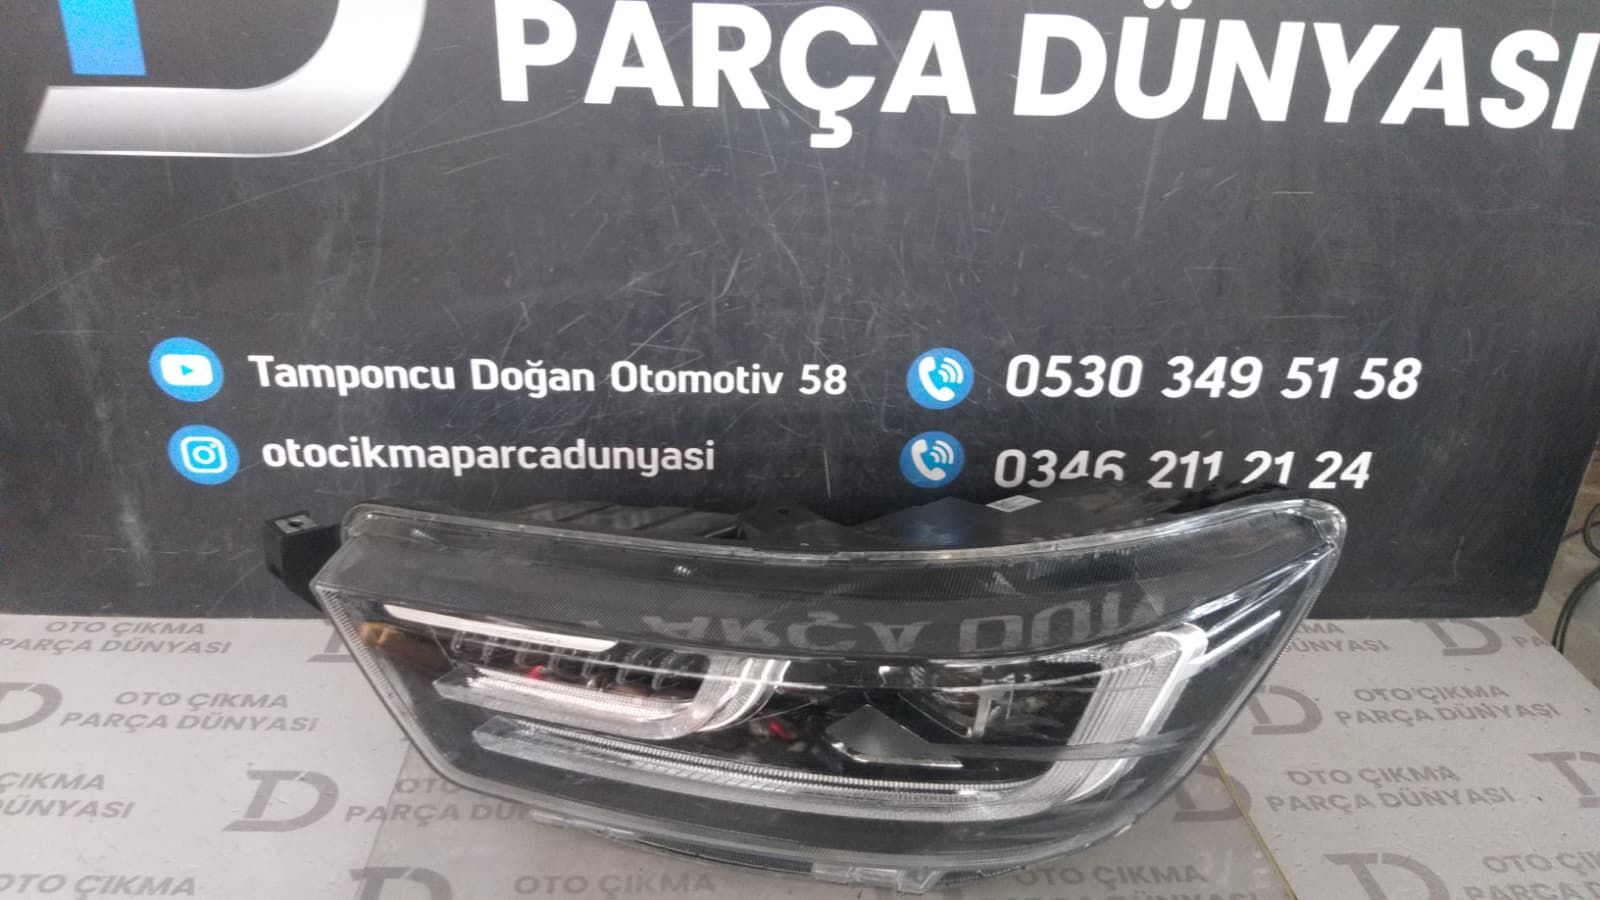 PARÇA DÜNYASI
Tamponcu Doğan Otomotiv 58
0530 349 51 58
otocikmaparcadunyasi
0346 211 21 24
OTO ÇIKMA
PARÇA DÜNYASI
OTO ÇIKMA
PARÇA DÜNYASI
OTO ÇIKMA
PARÇA DÜNYASI
OTO ÇIKMA
PARÇA DÜNYASI
ÇIKMA
DÜNYASI
PARÇA
OTO ÇIKMA
OTO ÇIKMA
OTO ÇIKMA